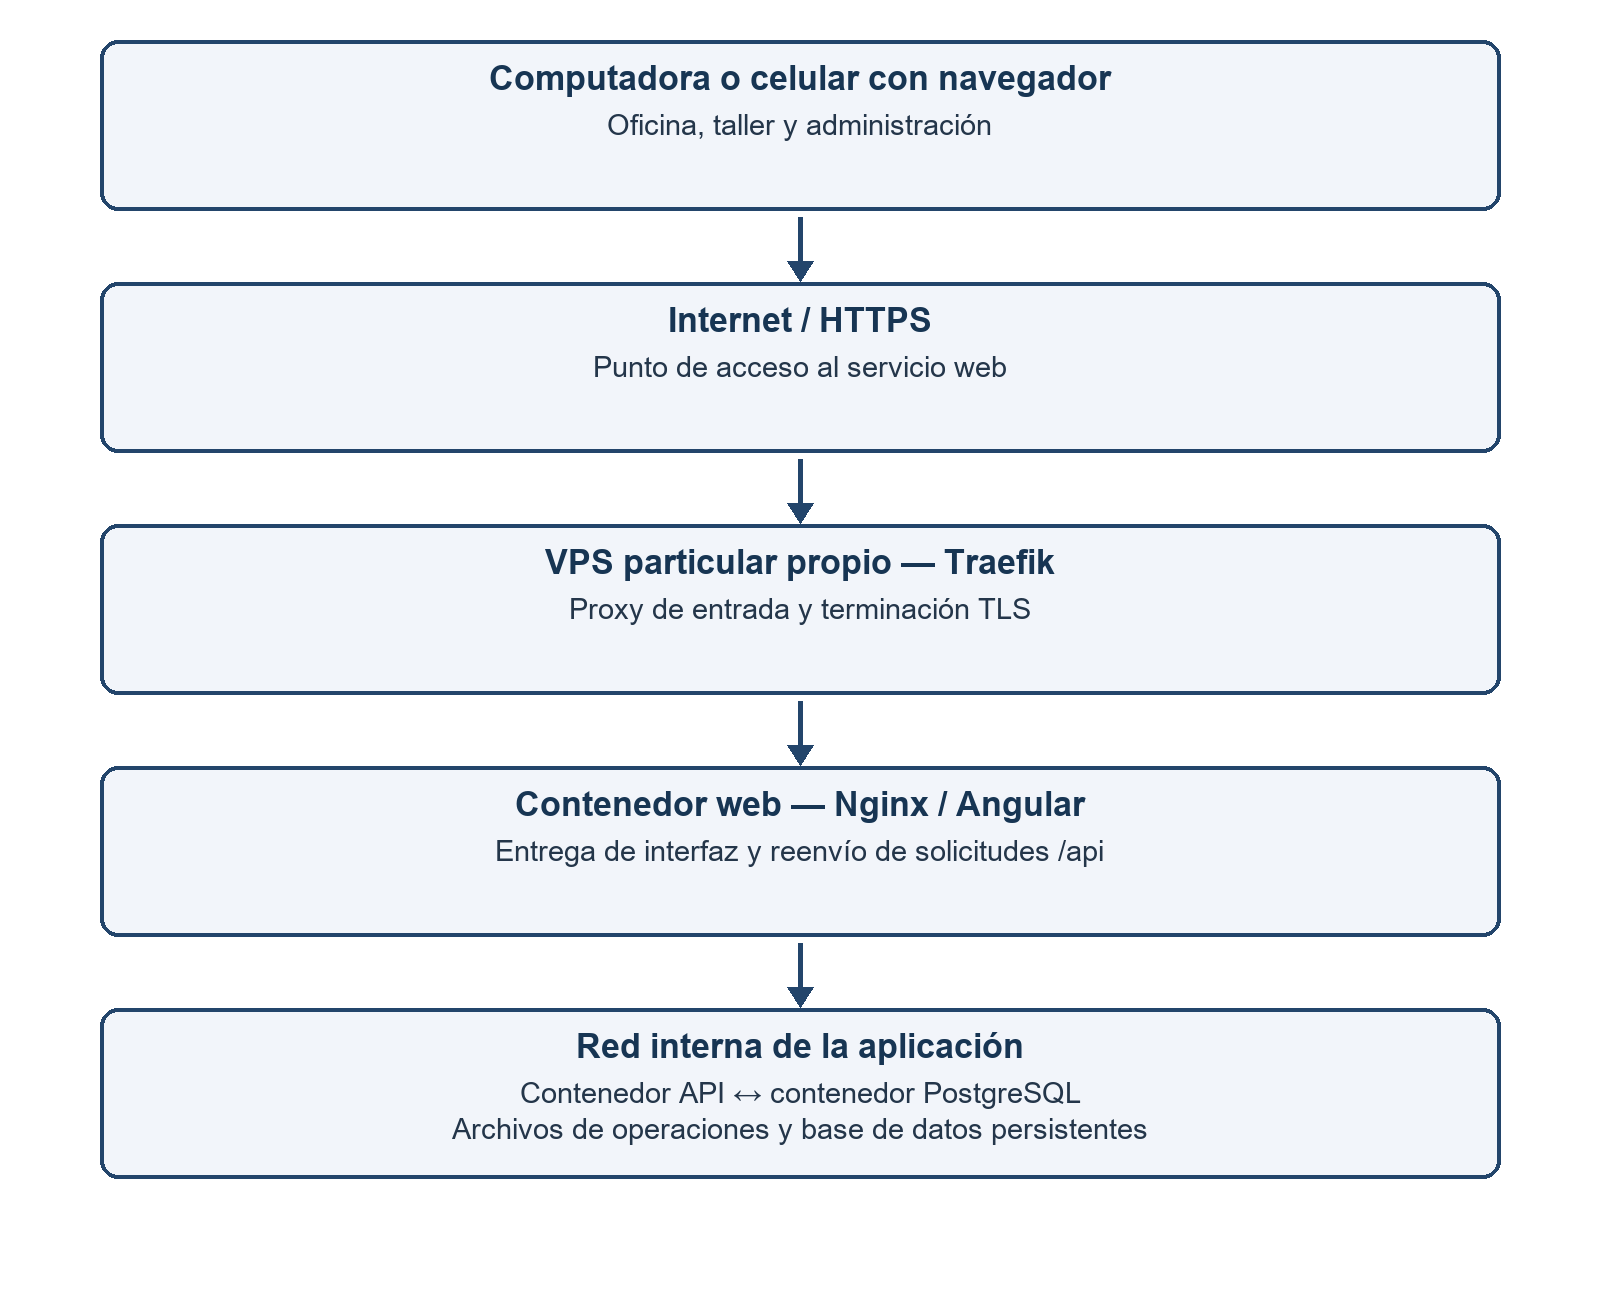 Computadora o celular con navegador
Oficina, taller y administración
Internet / HTTPS
Punto de acceso al servicio web
VPS particular propio — Traefik
Proxy de entrada y terminación TLS
Contenedor web — Nginx / Angular
Entrega de interfaz y reenvío de solicitudes /api
Red interna de la aplicación
Contenedor API ↔ contenedor PostgreSQL
Archivos de operaciones y base de datos persistentes